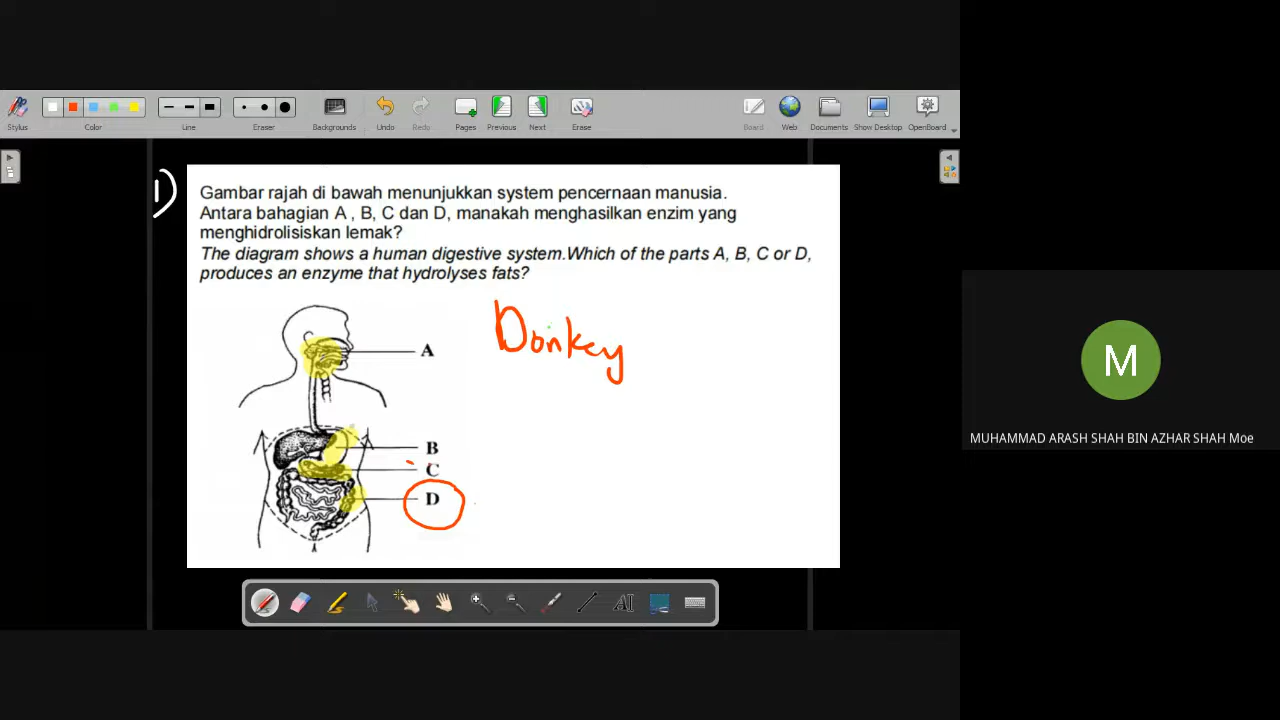 Stylus
Color
Line
Eraser
Backgrounds
Undo
Redo
Pages
Previous
Next
Erase
Board
Web
Documents
Show Desktop
OpenBoard
1)
Gambar rajah di bawah menunjukkan system pencernaan manusia.
Antara bahagian A , B, C dan D, manakah menghasilkan enzim yang
menghidrolisiskan lemak?
The diagram shows a human digestive system.Which of the parts A, B, C or D,
produces an enzyme that hydrolyses fats?
Donkey
A
B
C
D
AI
M
MUHAMMAD ARASH SHAH BIN AZHAR SHAH Moe